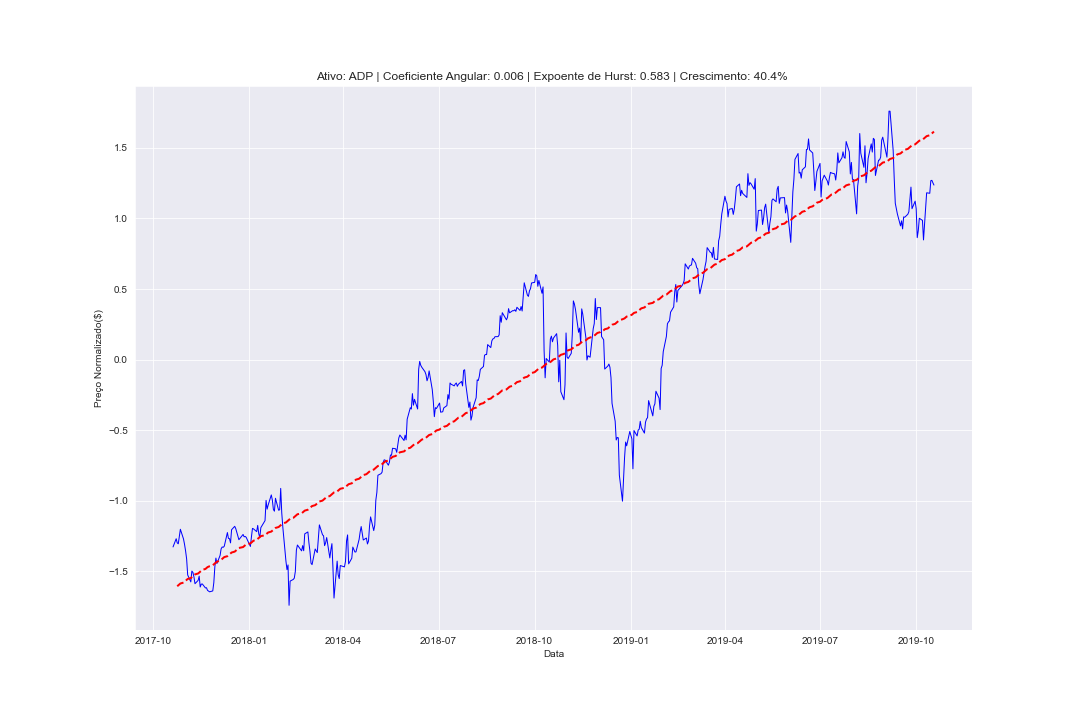 Ativo: ADP | Coeficiente Angular: 0.006 | Expoente de Hurst: 0.583 | Crescimento: 40.4%
Preço Normalizado($)
1.5
1.0
0.5
0.0
−0.5
−1.0
−1.5
2017-10 2018-01 2018-04 2018-07 2018-10 2019-01 2019-04 2019-07 2019-10
Data